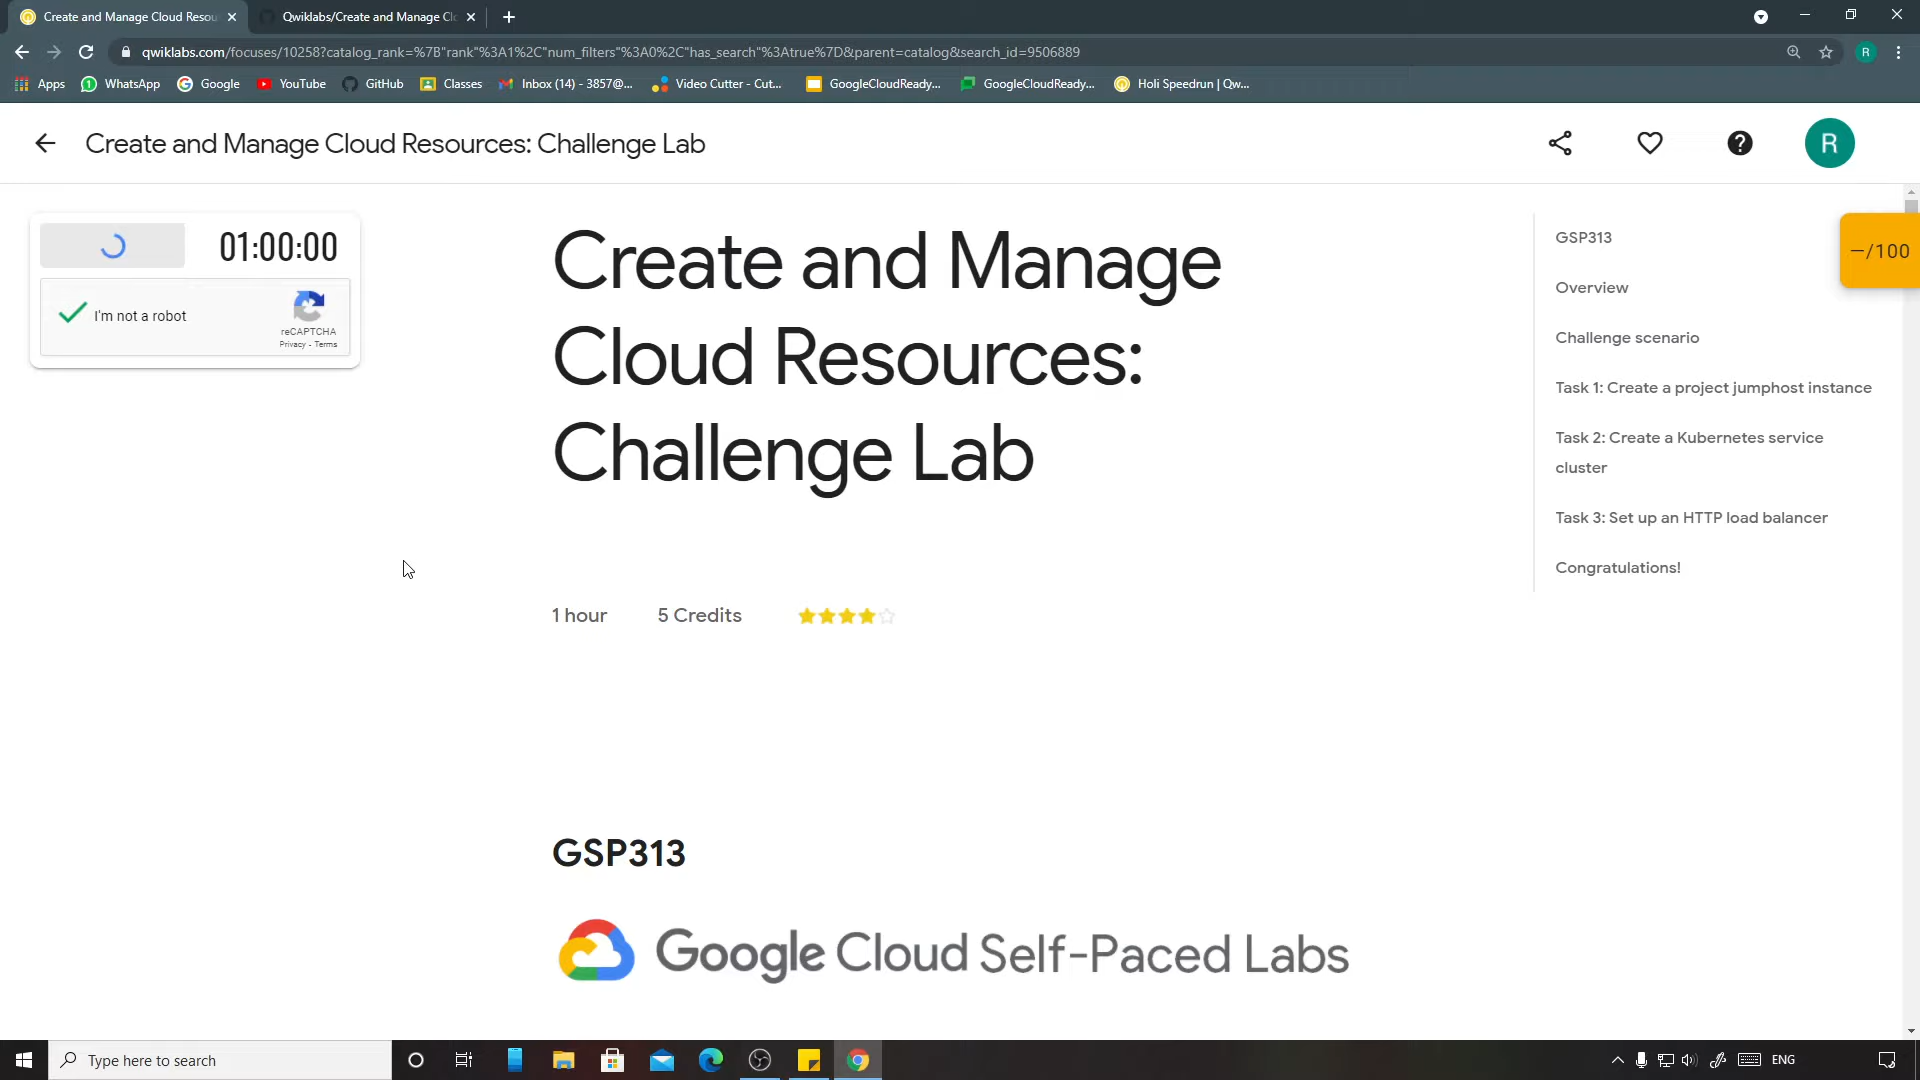 Create and Manage Cloud Resou
Qwiklabs/Create and Manage Cl
qwiklabs.com/focuses/10258?catalog_rank=%7B"rank"%3A1%2C"num_filters"%3A0%2C"has_search"%3Atrue%7D&parent=catalog&search_id=9506889
R
Apps
WhatsApp
Google
YouTube
GitHub
Classes
Inbox (14) - 3857@...
Video Cutter - Cut...
GoogleCloudReady...
GoogleCloudReady...
Holi Speedrun | Qw...
Create and Manage Cloud Resources: Challenge Lab
R
01:00:00
I'm not a robot
reCAPTCHA
Privacy - Terms
Create and Manage
Cloud Resources:
Challenge Lab
1 hour
5 Credits
GSP313
Google Cloud Self-Paced Labs
GSP313
Overview
Challenge scenario
Task 1: Create a project jumphost instance
Task 2: Create a Kubernetes service
cluster
Task 3: Set up an HTTP load balancer
Congratulations!
—/100
Type here to search
ENG